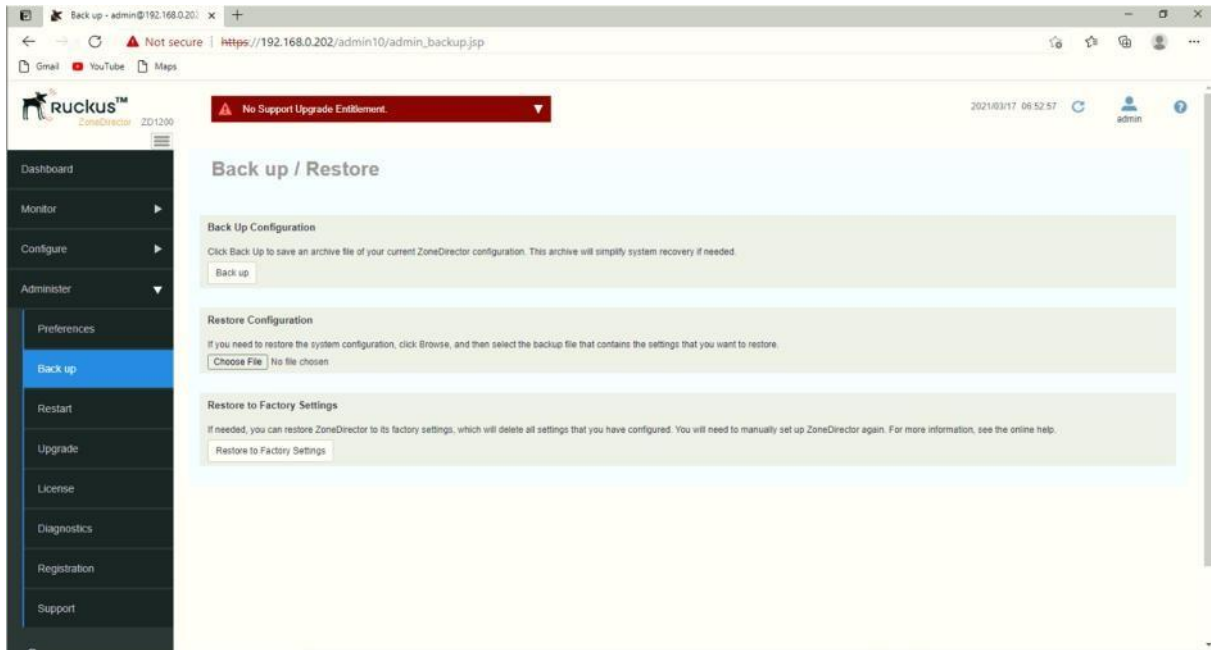 Back up - admin@192.168.0.202
Not secure
https://192.168.0.202/admin10/admin_backup.jsp
Gmail
YouTube
Maps
Ruckus™
ZoneDirector ZD1200
No Support Upgrade Entitlement.
2021/03/17 06:52:57
admin
Dashboard
Monitor
Configure
Administer
Preferences
Back up
Restart
Upgrade
License
Diagnostics
Registration
Support
Back up / Restore
Back Up Configuration
Click Back Up to save an archive file of your current ZoneDirector configuration. This archive will simplify system recovery if needed.
Back up
Restore Configuration
If you need to restore the system configuration, click Browse, and then select the backup file that contains the settings that you want to restore.
Choose File No file chosen
Restore to Factory Settings
If needed, you can restore ZoneDirector to its factory settings, which will delete all settings that you have configured. You will need to manually set up ZoneDirector again. For more information, see the online help.
Restore to Factory Settings